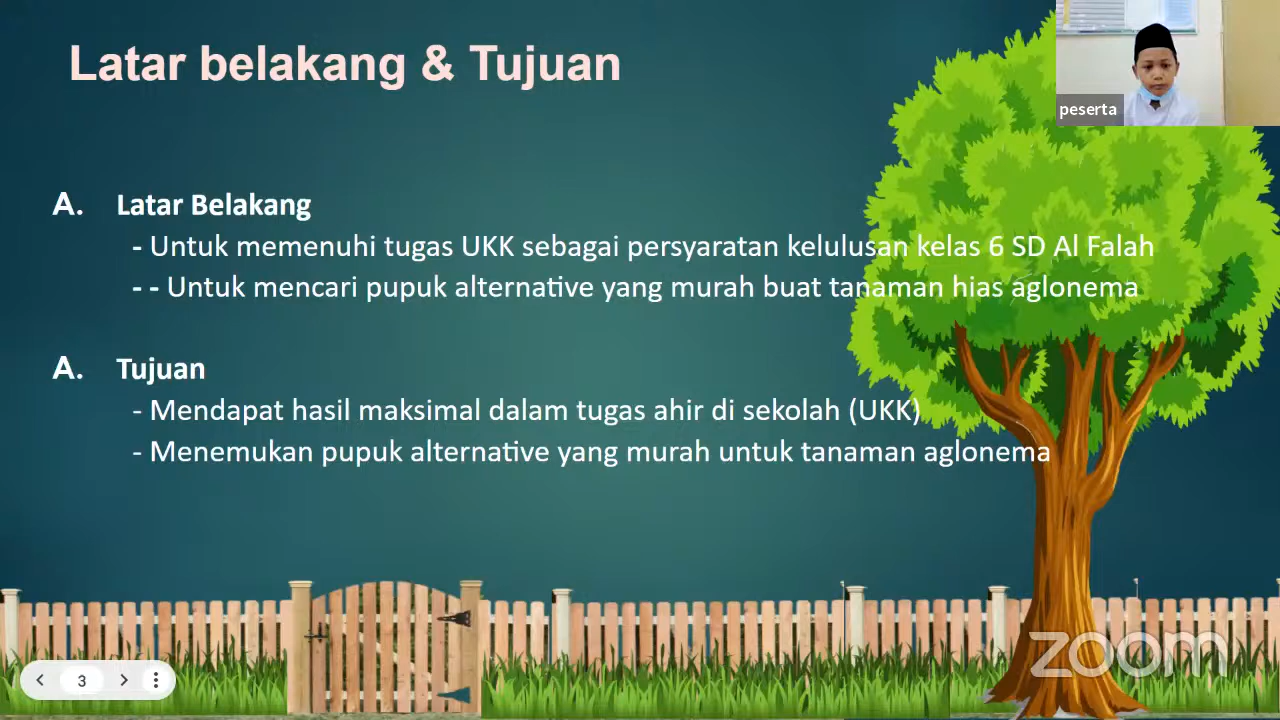 Latar belakang & Tujuan
peserta
A. Latar Belakang
- Untuk memenuhi tugas UKK sebagai persyaratan kelulusan kelas 6 SD Al Falah
- - Untuk mencari pupuk alternative yang murah buat tanaman hias aglonema
A. Tujuan
- Mendapat hasil maksimal dalam tugas ahir di sekolah (UKK)
- Menemukan pupuk alternative yang murah untuk tanaman aglonema
zoom
3